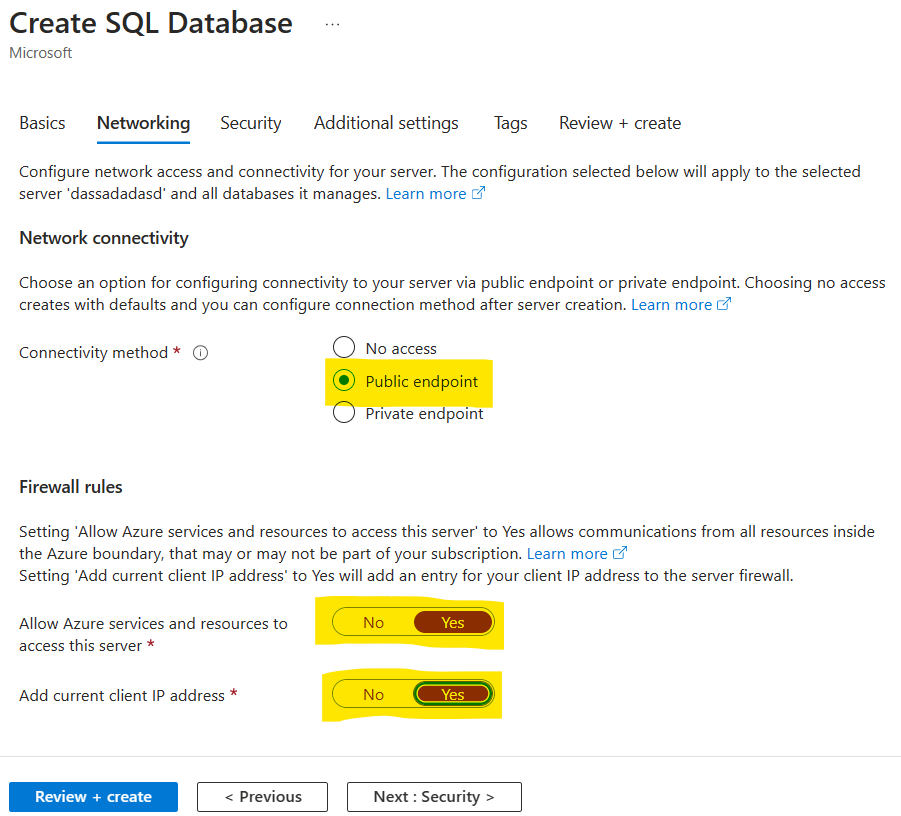 Create SQL Database ...
Microsoft
Basics Networking Security Additional settings Tags Review + create
Configure network access and connectivity for your server. The configuration selected below will apply to the selected
server 'dassadadasd' and all databases it manages. Learn more
Network connectivity
Choose an option for configuring connectivity to your server via public endpoint or private endpoint. Choosing no access
creates with defaults and you can configure connection method after server creation. Learn more
Connectivity method *
No access
Public endpoint
Private endpoint
Firewall rules
Setting 'Allow Azure services and resources to access this server' to Yes allows communications from all resources inside
the Azure boundary, that may or may not be part of your subscription. Learn more
Setting 'Add current client IP address' to Yes will add an entry for your client IP address to the server firewall.
Allow Azure services and resources to
access this server *
No Yes
Add current client IP address *
No Yes
Review + create < Previous Next : Security >